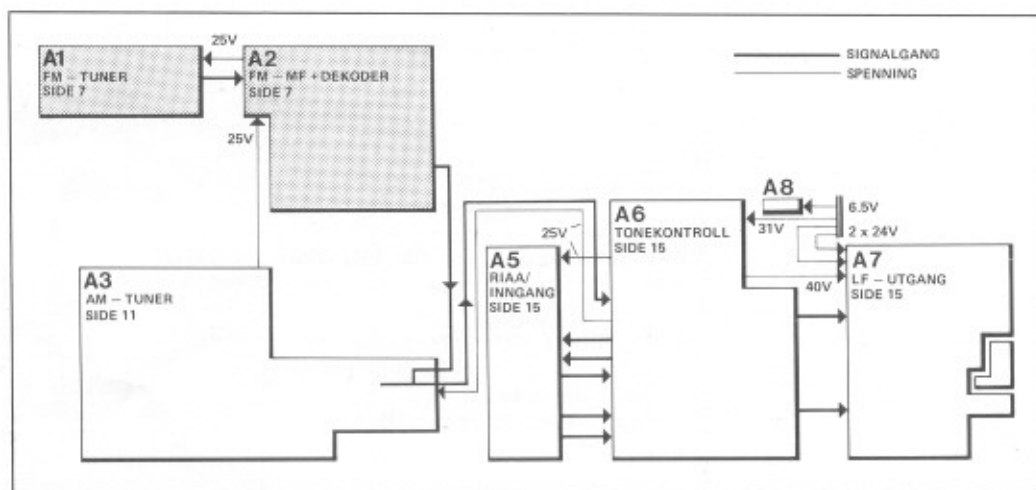 25V
A1
FM – TUNER
SIDE 7
A2
FM – MF + DEKODER
SIDE 7
SIGNALGANG
SPENNING
25V
A8
6.5V
31V
2 x 24V
A6
TONEKONTROLL
SIDE 15
25V
A5
RIAA/
INNGANG
SIDE 15
A7
LF – UTGANG
SIDE 15
40V
A3
AM – TUNER
SIDE 11